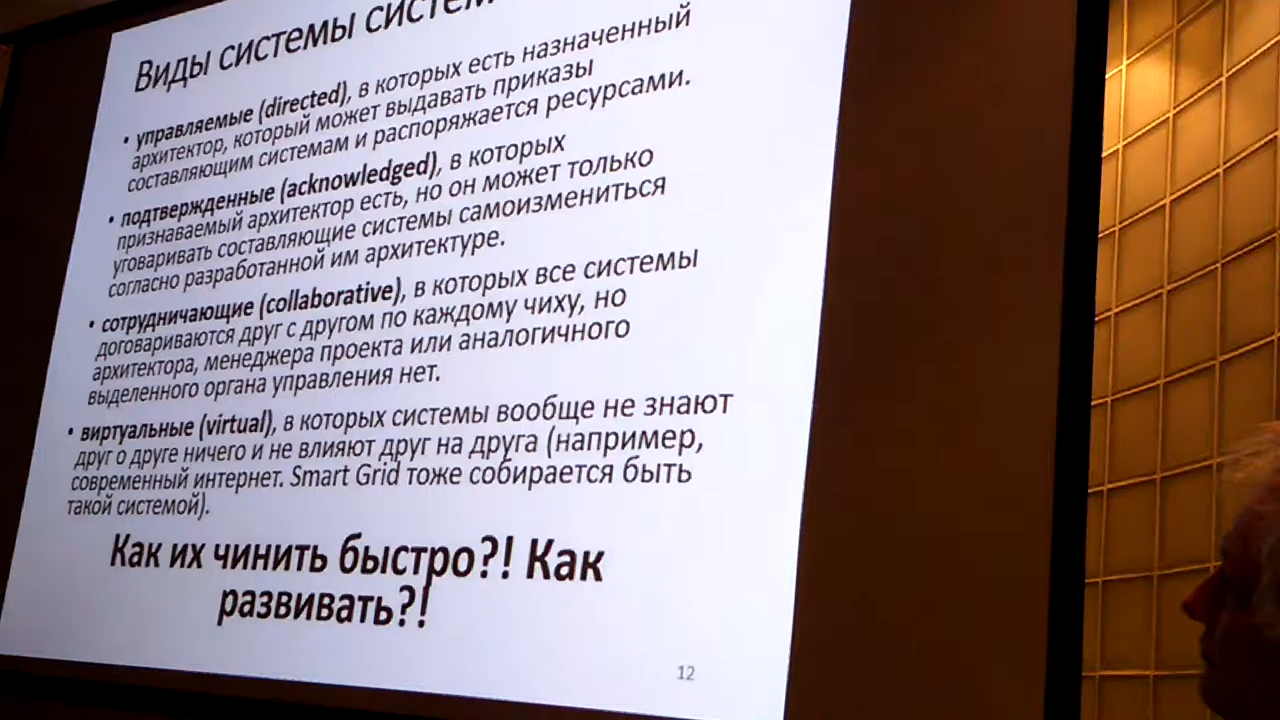 Виды системы систем
• управляемые (directed), в которых есть назначенный
архитектор, который может выдавать приказы
составляющим системам и распоряжается ресурсами.
• подтвержденные (acknowledged), в которых
признаваемый архитектор есть, но он может только
уговаривать составляющие системы самоизмениться
согласно разработанной им архитектуре.
• сотрудничающие (collaborative), в которых все системы
договариваются друг с другом по каждому чиху, но
архитектора, менеджера проекта или аналогичного
выделенного органа управления нет.
• виртуальные (virtual), в которых системы вообще не знают
друг о друге ничего и не влияют друг на друга (например,
современный интернет. Smart Grid тоже собирается быть
такой системой).
Как их чинить быстро?! Как
развивать?!
12